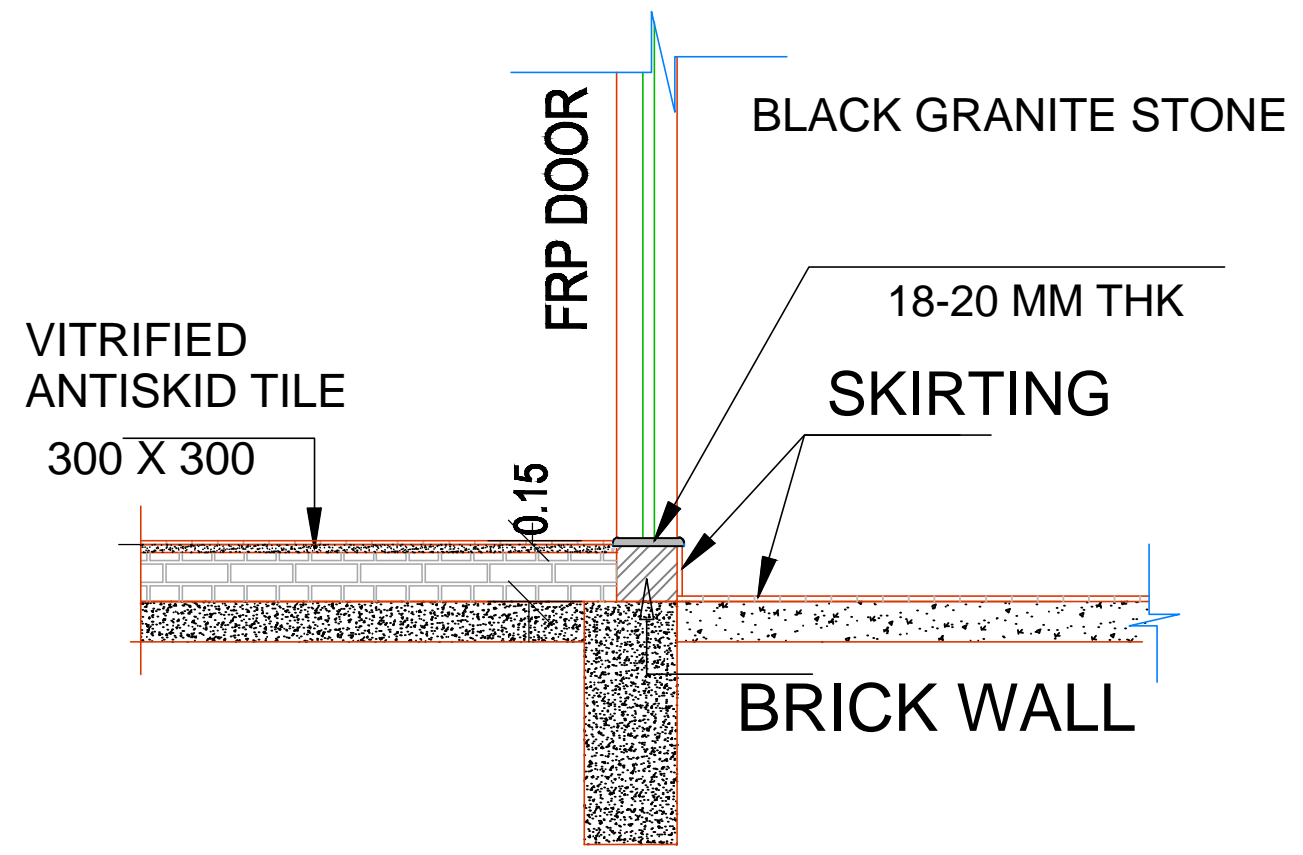 BLACK GRANITE STONE
18-20 MM THK
FRP DOOR
VITRIFIED
ANTISKID TILE
300 X 300
SKIRTING
0.15
BRICK WALL